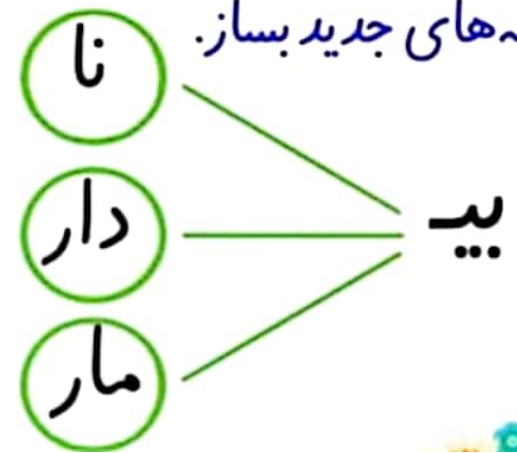 ‌های جدید بساز.
بیـ
نا
دار
مار